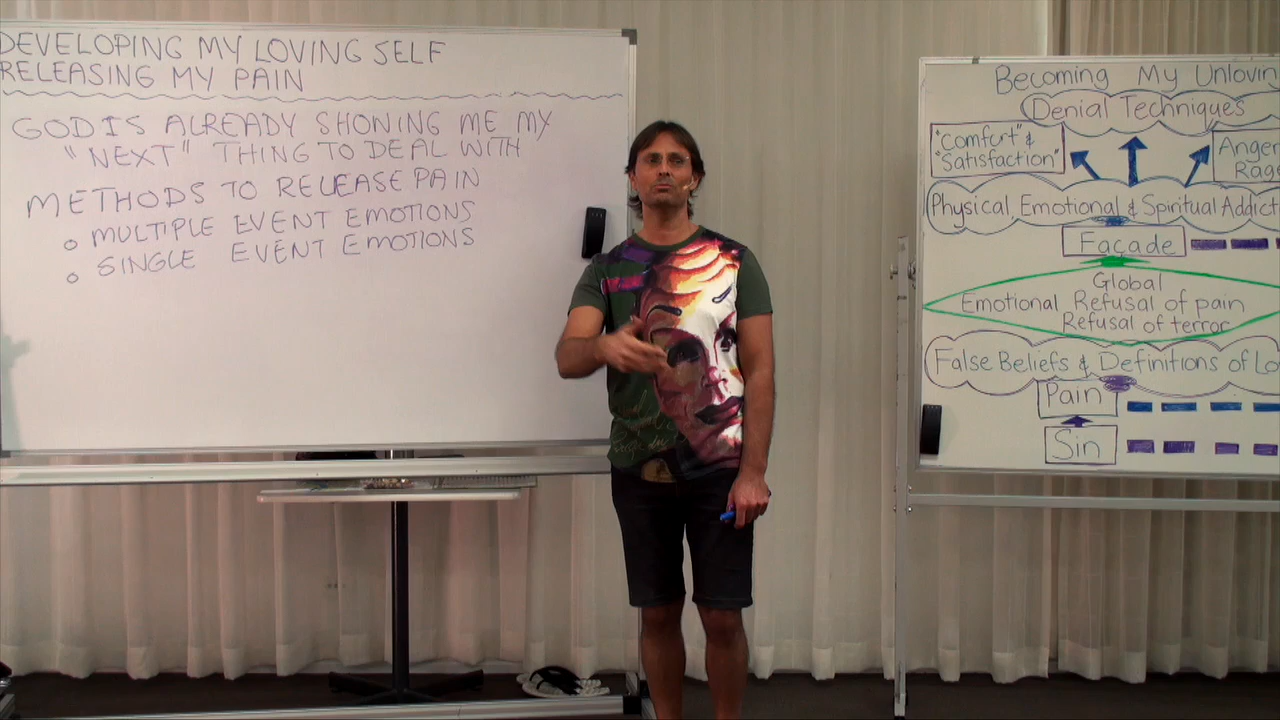 DEVELOPING MY LOVING SELF
RELEASING MY PAIN
GOD IS ALREADY SHOWING ME MY
"NEXT" THING TO DEAL WITH
METHODS TO RELEASE PAIN
MULTIPLE EVENT EMOTIONS
SINGLE EVENT EMOTIONS
Becoming My Unloving
Denial Techniques
"Comfort" &
"Satisfaction"
Anger
Rage
Physical Emotional & Spiritual Addict
Façade
Global
Emotional Refusal of pain
Refusal of terror
False Beliefs & Definitions of Lo
Pain
Sin